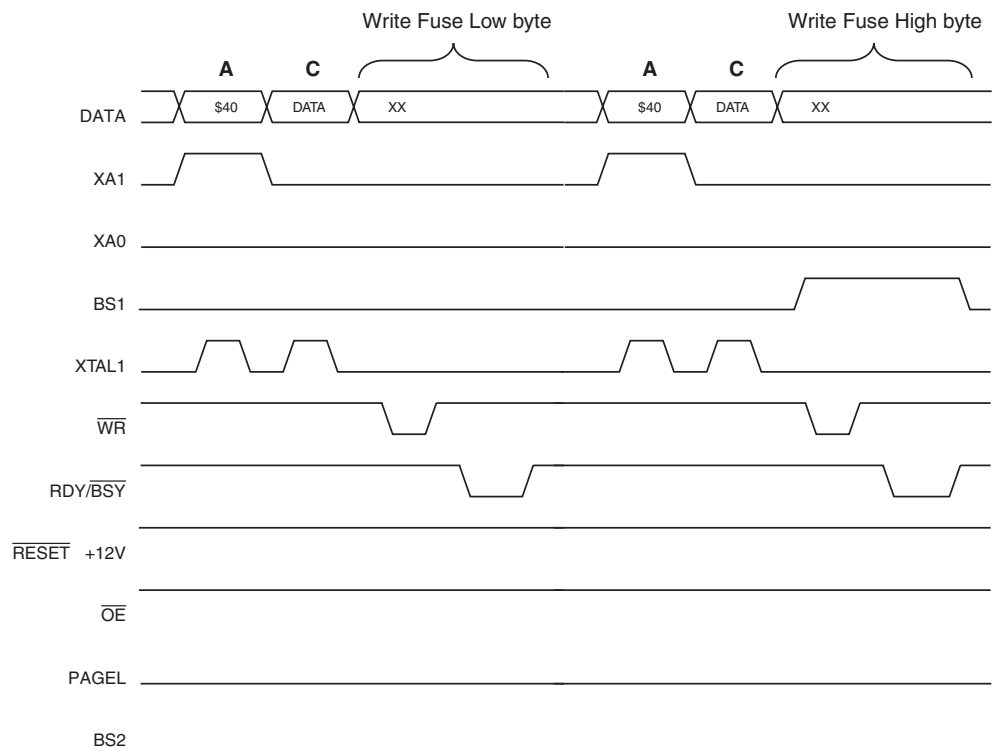 Write Fuse Low byte Write Fuse High byte
A C A C
DATA $40 DATA XX $40 DATA XX
XA1
XA0
BS1
XTAL1
WR
RDY/BSY
RESET +12V
OE
PAGEL
BS2